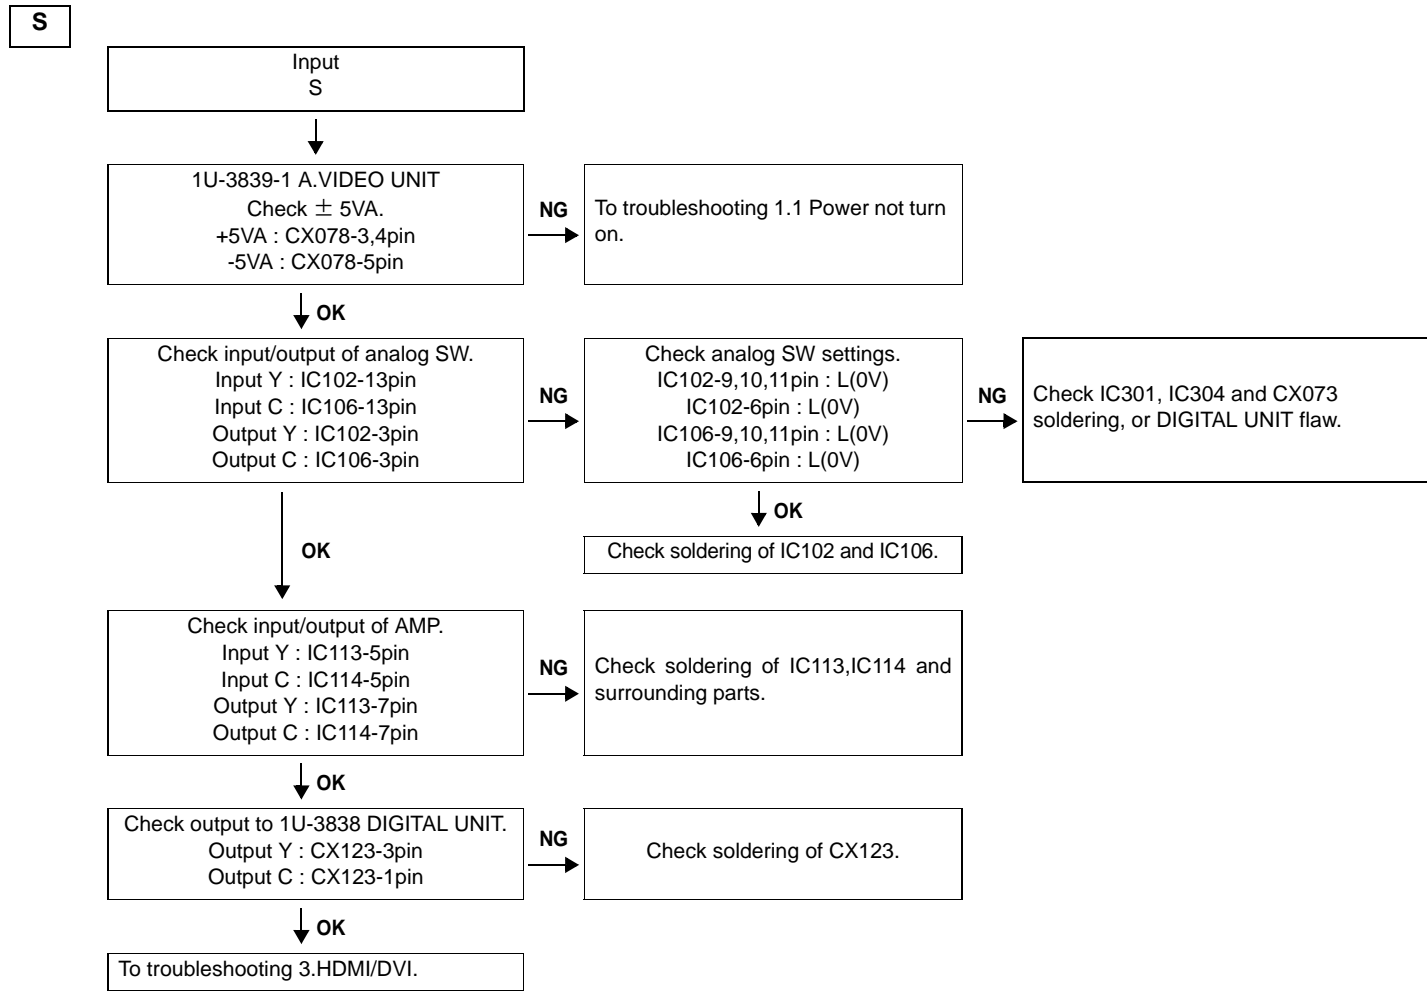 S
Input
S
1U-3839-1 A.VIDEO UNIT
Check ± 5VA.
+5VA : CX078-3,4pin
-5VA : CX078-5pin
NG
To troubleshooting 1.1 Power not turn
on.
OK
Check input/output of analog SW.
Input Y : IC102-13pin
Input C : IC106-13pin
Output Y : IC102-3pin
Output C : IC106-3pin
NG
Check analog SW settings.
IC102-9,10,11pin : L(0V)
IC102-6pin : L(0V)
IC106-9,10,11pin : L(0V)
IC106-6pin : L(0V)
NG
Check IC301, IC304 and CX073
soldering, or DIGITAL UNIT flaw.
OK
Check soldering of IC102 and IC106.
OK
Check input/output of AMP.
Input Y : IC113-5pin
Input C : IC114-5pin
Output Y : IC113-7pin
Output C : IC114-7pin
NG
Check soldering of IC113,IC114 and
surrounding parts.
OK
Check output to 1U-3838 DIGITAL UNIT.
Output Y : CX123-3pin
Output C : CX123-1pin
NG
Check soldering of CX123.
OK
To troubleshooting 3.HDMI/DVI.